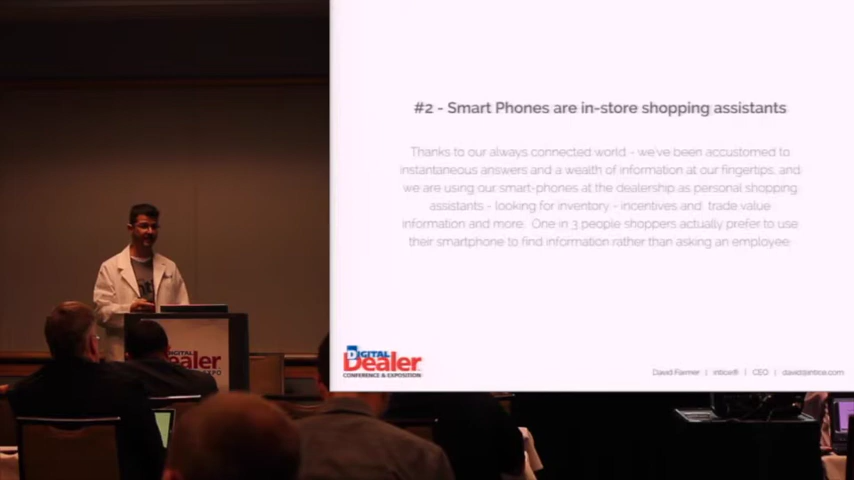 #2 - Smart Phones are in-store shopping assistants
Thanks to our always connected world - we've been accustomed to
instantaneous answers and a wealth of information at our fingertips, and
we are using our smart-phones at the dealership as personal shopping
assistants - looking for inventory - incentives and trade value
information and more. One in 3 people shoppers actually prefer to use
their smartphone to find information rather than asking an employee
DIGITAL
Dealer
CONFERENCE & EXPOSITION
David Farmer | intice® | CEO | david@intice.com
DIGITAL
ealer
EXPO